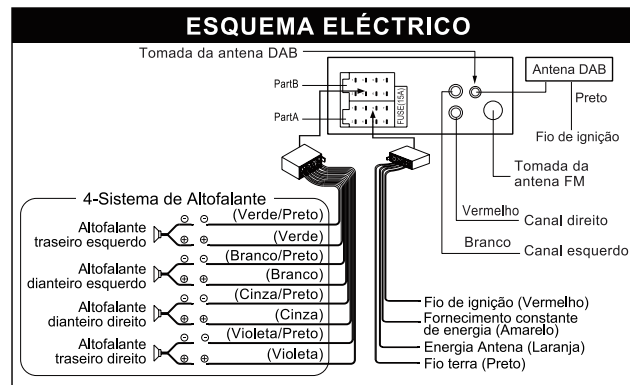 ESQUEMA ELÉCTRICO
Tomada da antena DAB
Antena DAB
PartB
PartA
FUSE(15A)
Preto
Fio de ignição
Tomada da
antena FM
Vermelho
Canal direito
Branco
Canal esquerdo
4-Sistema de Altofalante
Altofalante
traseiro esquerdo
(Verde/Preto)
(Verde)
Altofalante
dianteiro esquerdo
(Branco/Preto)
(Branco)
Altofalante
dianteiro direito
(Cinza/Preto)
(Cinza)
Altofalante
traseiro direito
(Violeta/Preto)
(Violeta)
Fio de ignição (Vermelho)
Fornecimento constante
de energia (Amarelo)
Energia Antena (Laranja)
Fio terra (Preto)